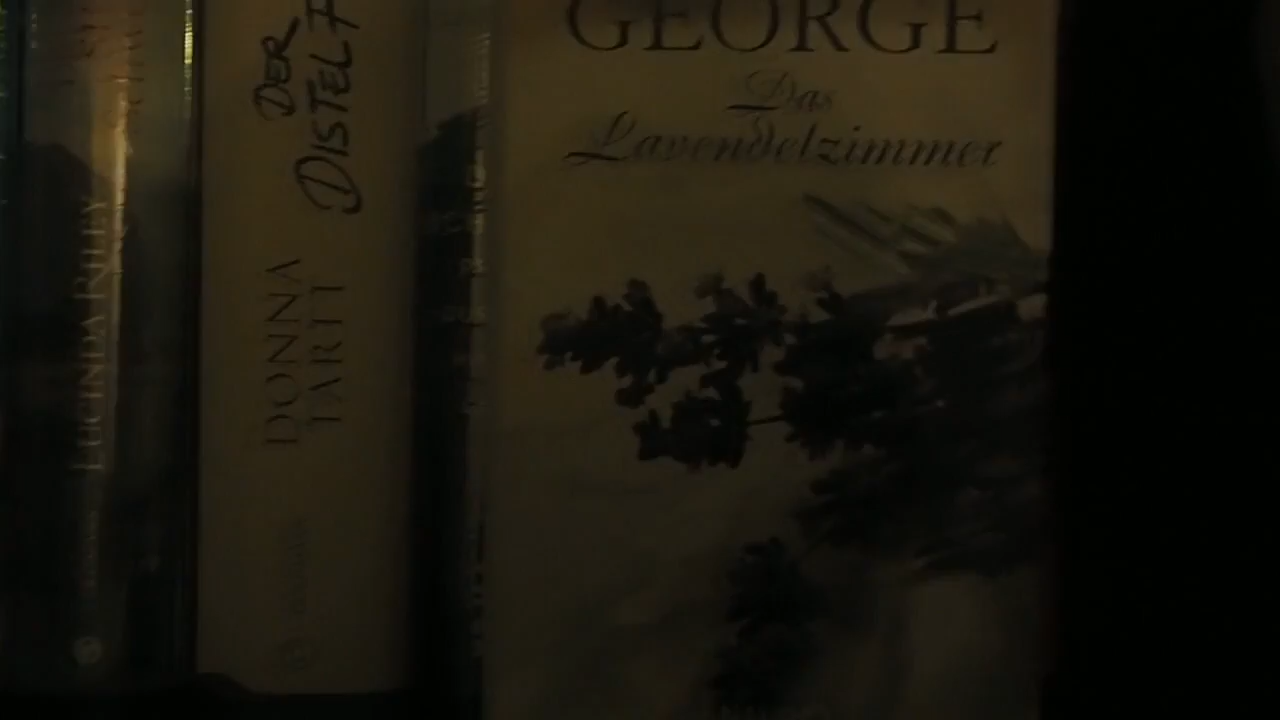 LUCINDA RILEY
DER
DISTELF
DONNA
TARTT
GEORGE
Das
Lavendelzimmer